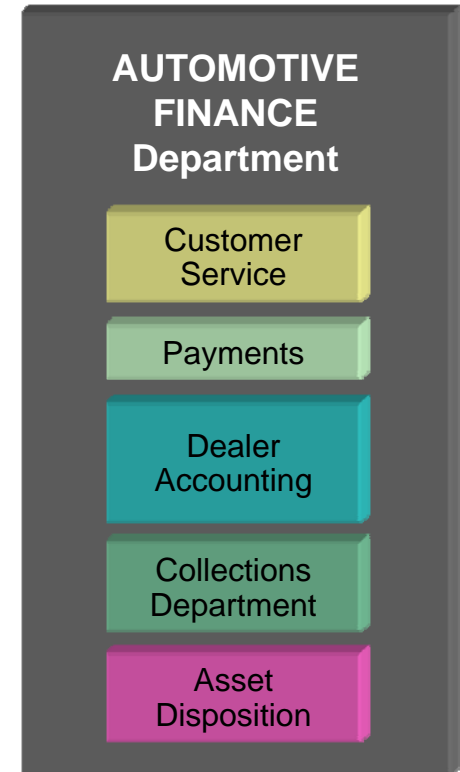 AUTOMOTIVE
FINANCE
Department
Customer
Service
Payments
Dealer
Accounting
Collections
Department
Asset
Disposition